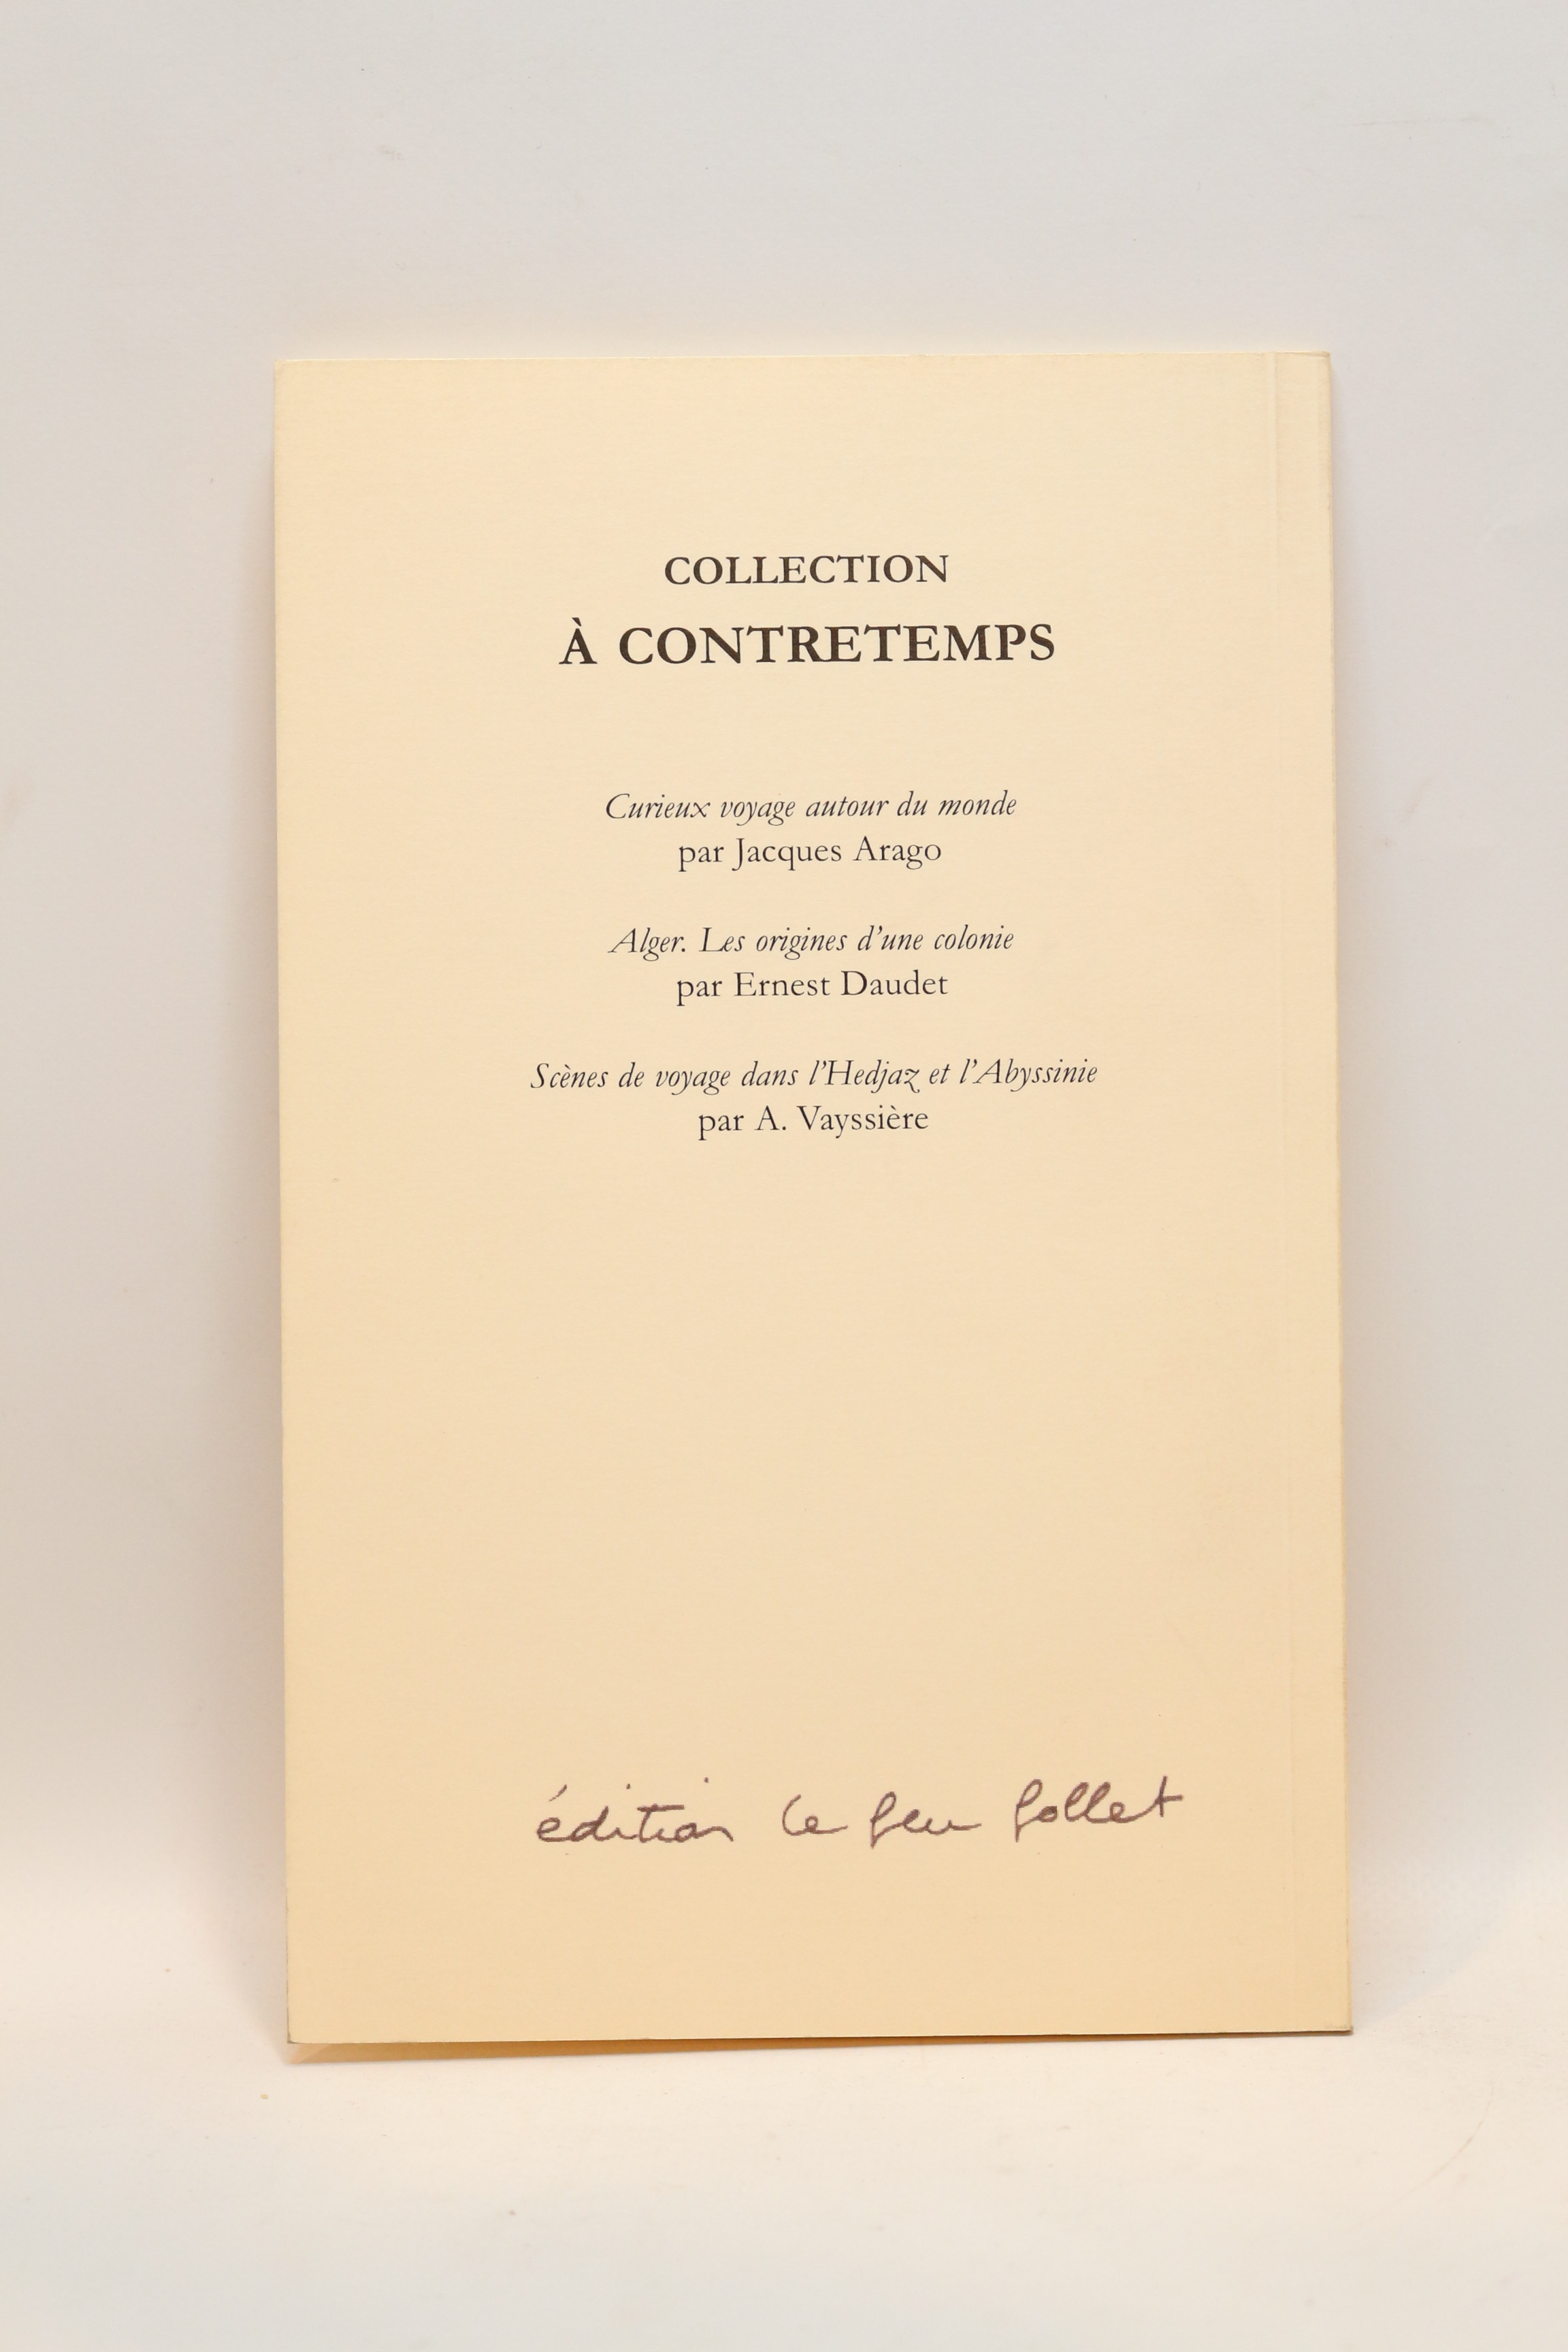 COLLECTION
À CONTRETEMPS
Curieux voyage autour du monde
par Jacques Arago
Alger. Les origines d’une colonie
par Ernest Daudet
Scènes de voyage dans l’Hedjaz et l’Abyssinie
par A. Vayssière
édition le feu follet